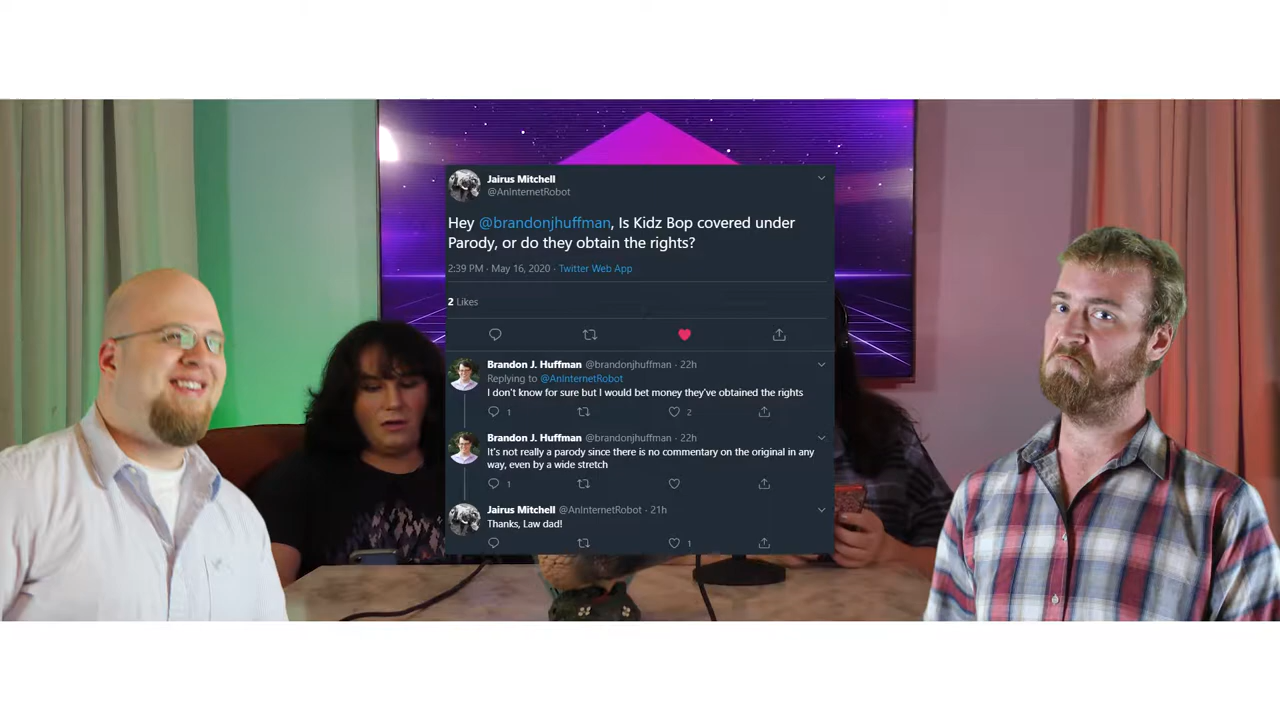 Jairus Mitchell
@AnInternetRobot
Hey @brandonjhuffman, Is Kidz Bop covered under
Parody, or do they obtain the rights?
2:39 PM · May 16, 2020 · Twitter Web App
2 Likes
Brandon J. Huffman @brandonjhuffman · 22h
Replying to @AnInternetRobot
I don't know for sure but I would bet money they've obtained the rights
1 2
Brandon J. Huffman @brandonjhuffman · 22h
It's not really a parody since there is no commentary on the original in any
way, even by a wide stretch
1
Jairus Mitchell @AnInternetRobot · 21h
Thanks, Law dad!
1